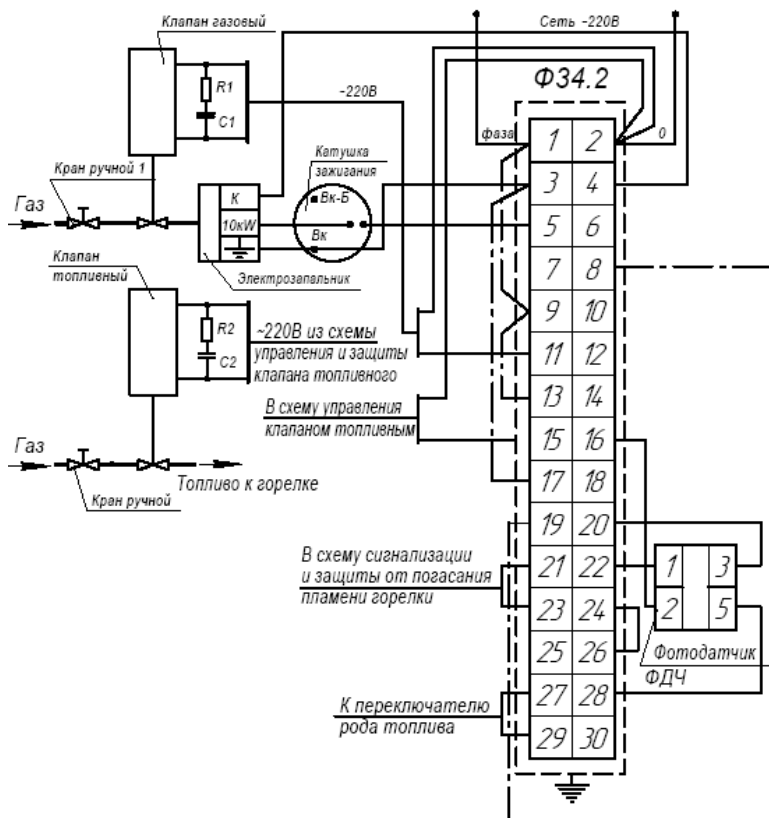 Клапан газовый
Сеть ~220В
R1
C1
~220В
ФЗ4.2
фаза
0
Катушка
зажигания
Кран ручной 1
Газ
К
10кW
Вк-Б
Вк
Клапан
топливный
Электрозапальник
R2
C2
~220В из схемы
управления и защиты
клапана топливного
В схему управления
клапаном топливным
Газ
Топливо к горелке
Кран ручной
1 2
3 4
5 6
7 8
9 10
11 12
13 14
15 16
17 18
19 20
21 22
23 24
25 26
27 28
29 30
В схему сигнализации
и защиты от погасания
пламени горелки
1 3
2 5
Фотодатчик
ФДЧ
К переключателю
рода топлива